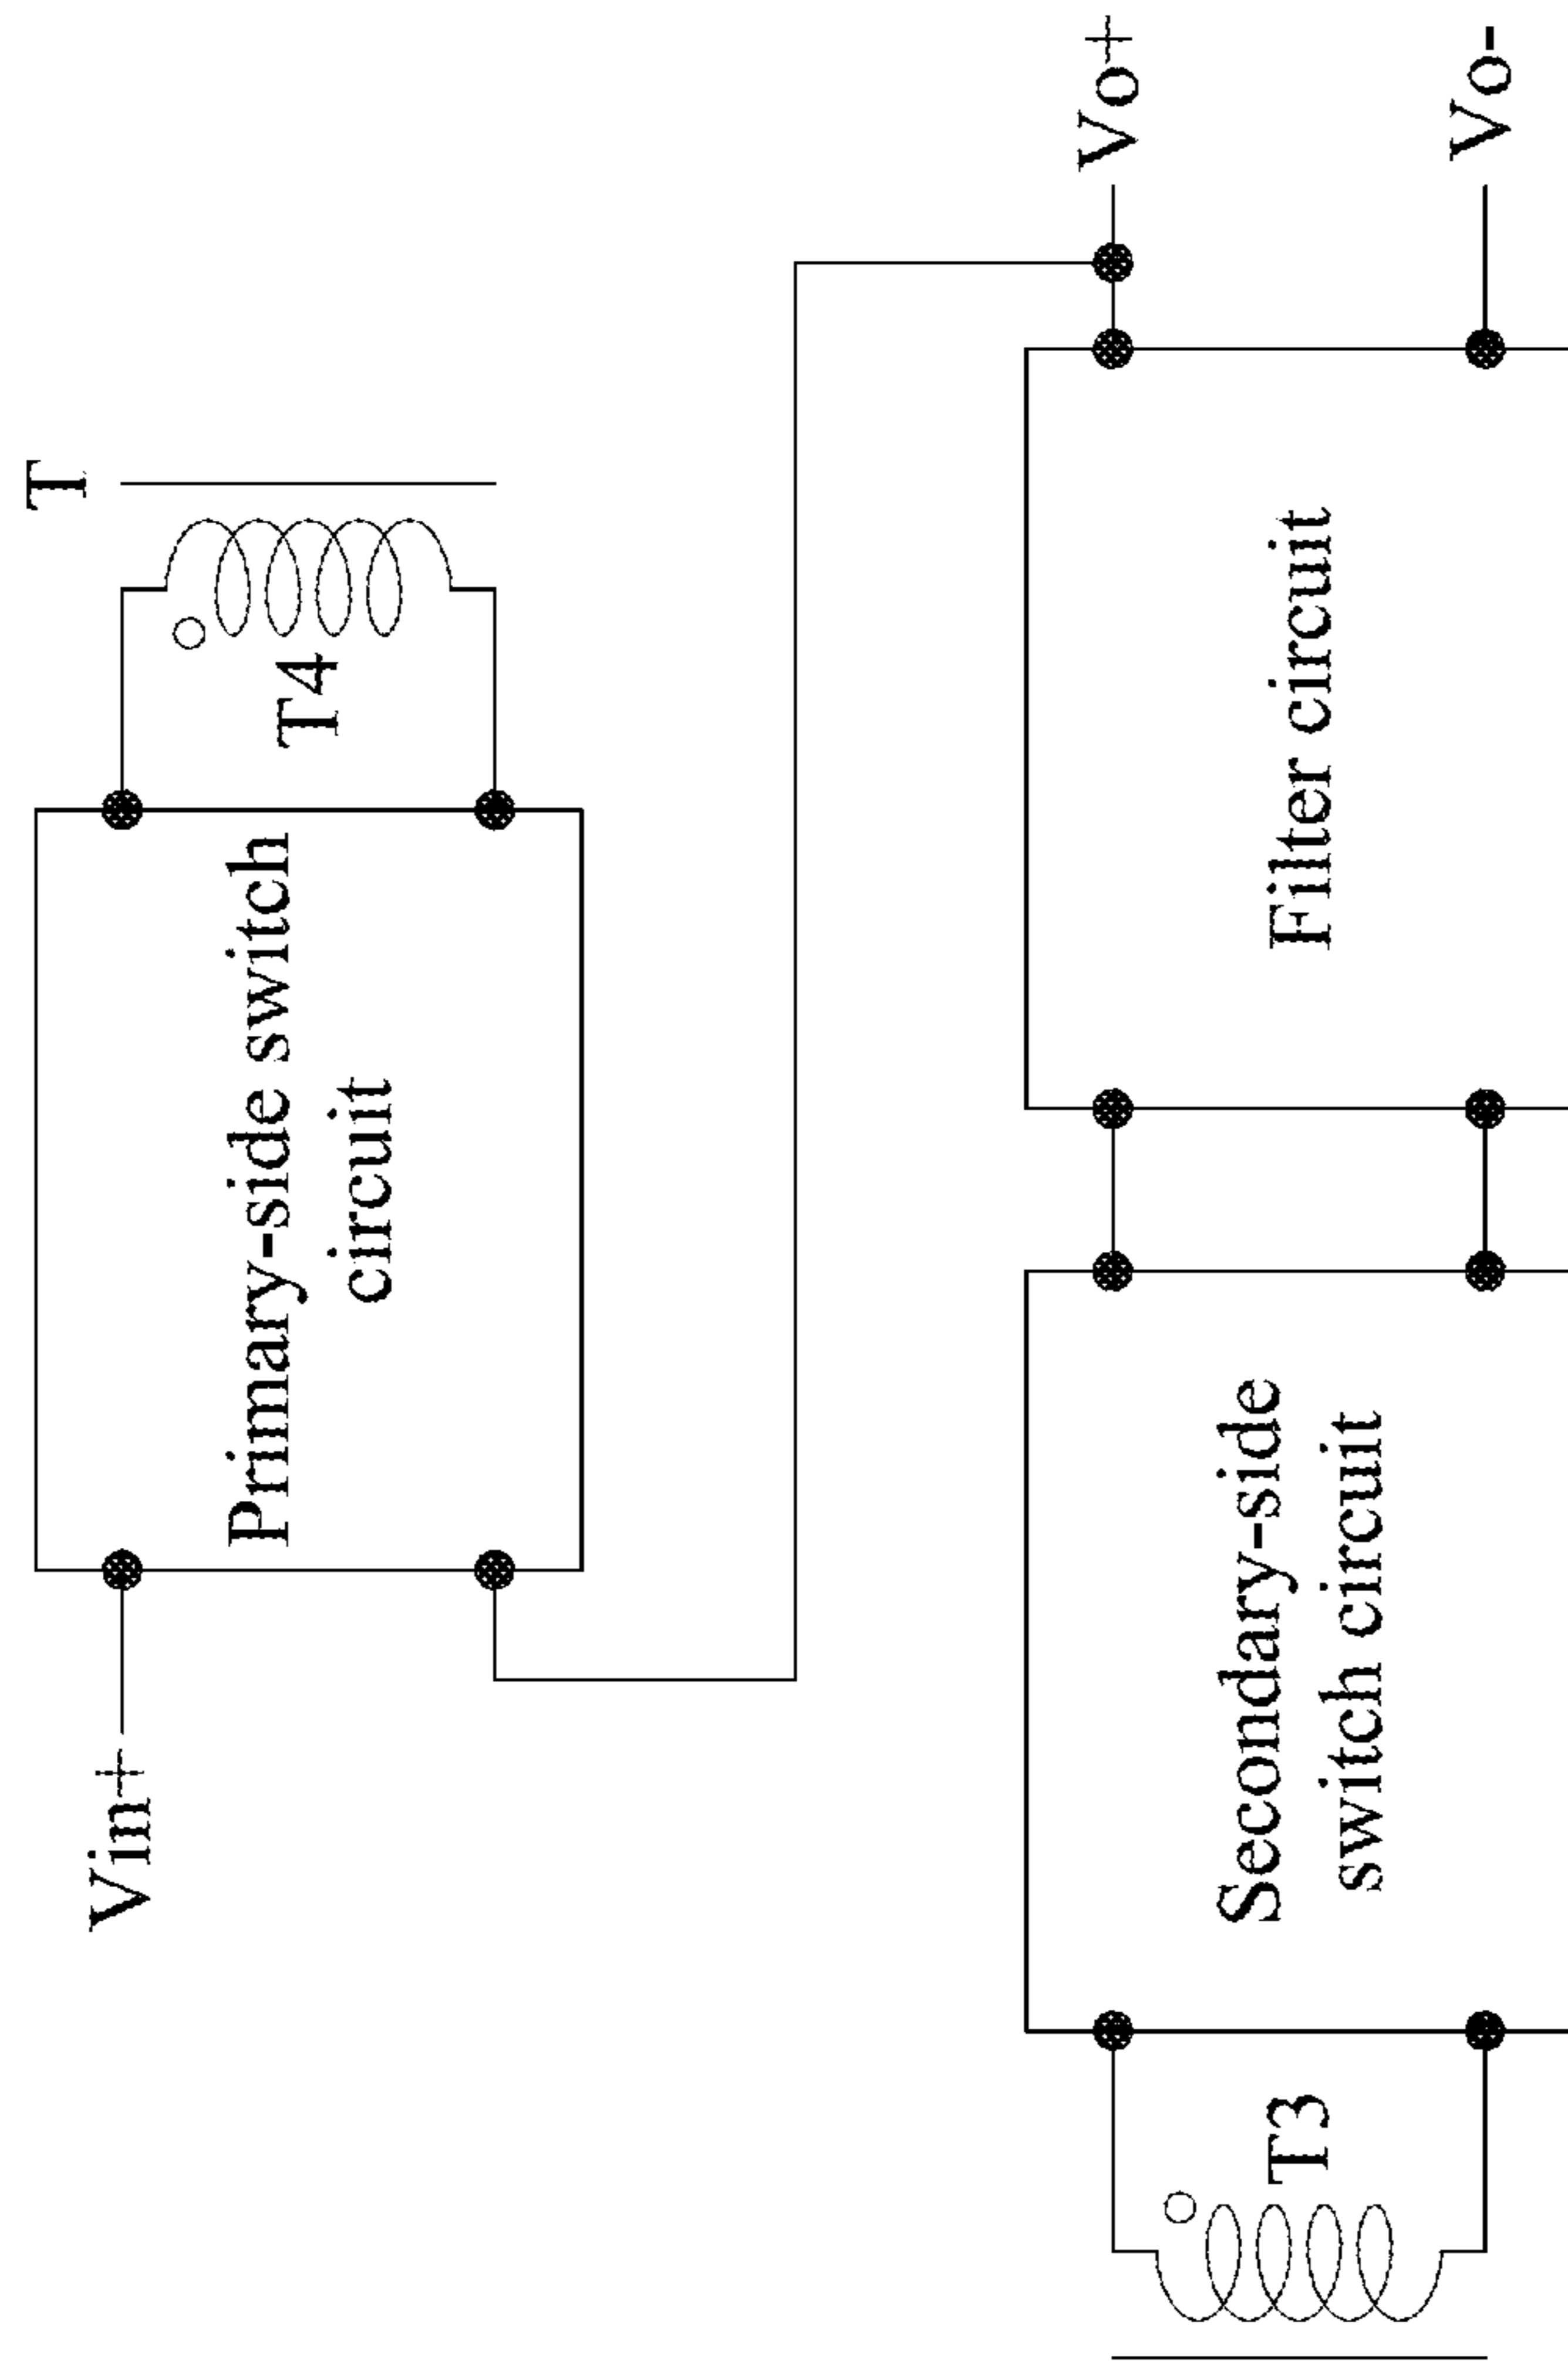 T
Vin+
Primary-side switch
circuit
T4
T3
Secondary-side
switch circuit
Filter circuit
Vo+
Vo-